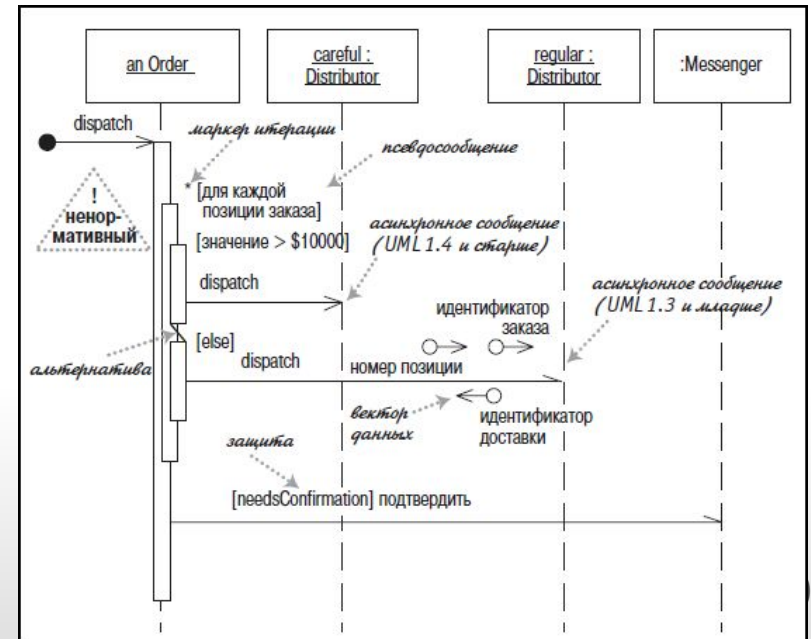 an Order
careful :
Distributor
regular :
Distributor
:Messenger
dispatch
маркер итерации
псевдосообщение
!
ненор-
мативный
* [для каждой
позиции заказа]
[значение > $10000]
асинхронное сообщение
(UML 1.4 и старше)
dispatch
асинхронное сообщение
(UML 1.3 и младше)
идентификатор
заказа
альтернатива
[else]
dispatch
номер позиции
вектор
данных
идентификатор
доставки
защита
[needsConfirmation] подтвердить